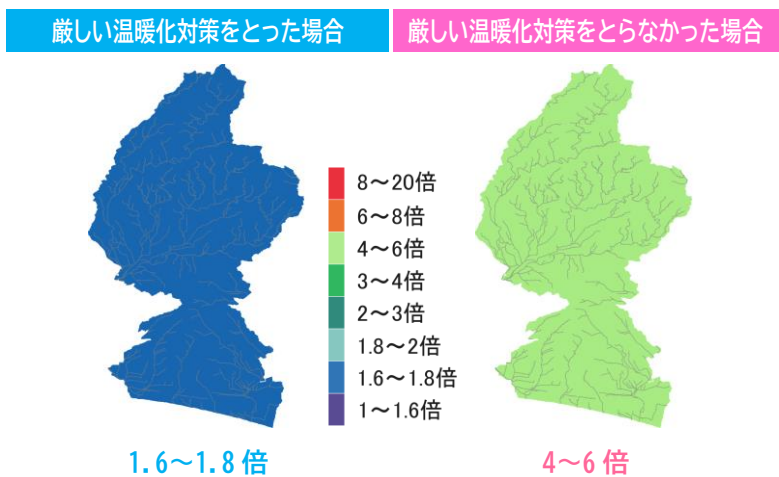 厳しい温暖化対策をとった場合
厳しい温暖化対策をとらなかった場合
8～20倍
6～8倍
4～6倍
3～4倍
2～3倍
1.8～2倍
1.6～1.8倍
1～1.6倍
1.6～1.8倍
4～6倍